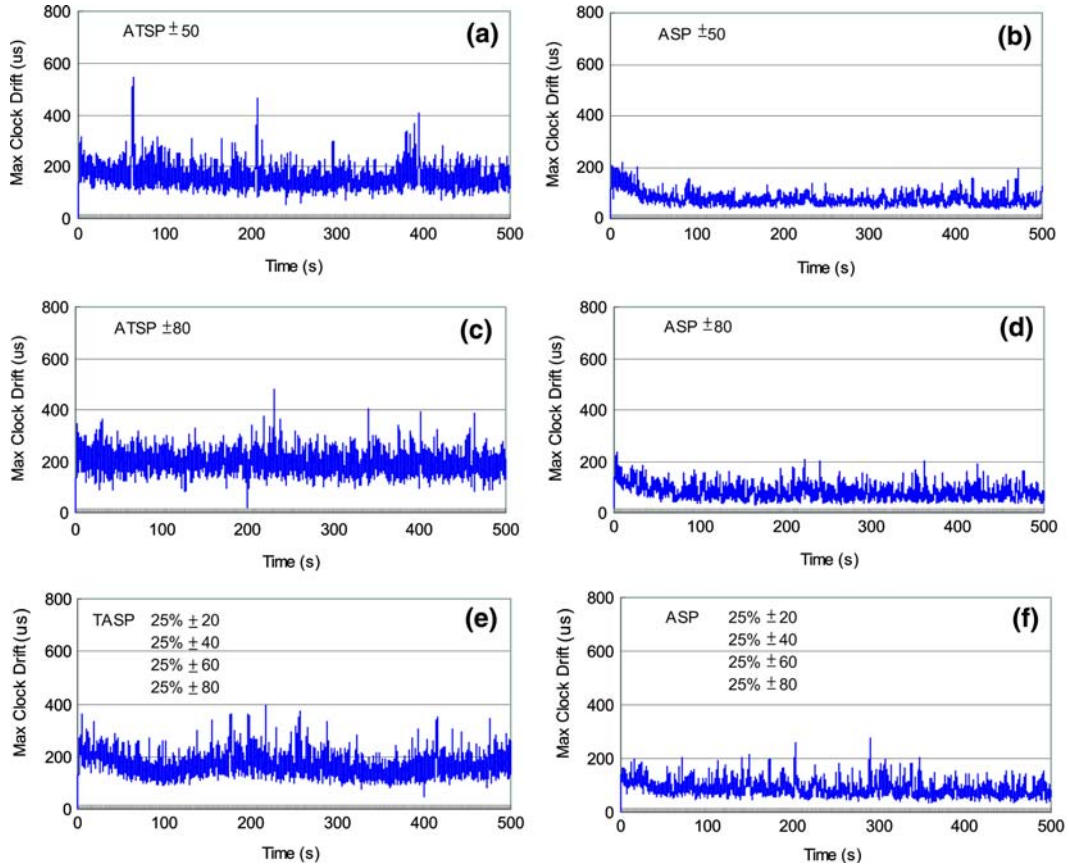 ATSP ±50
(a)
Max Clock Drift (us)
800
600
400
200
0
0 100 200 300 400 500
Time (s)
ASP ±50
(b)
Max Clock Drift (us)
800
600
400
200
0
0 100 200 300 400 500
Time (s)
ATSP ±80
(c)
Max Clock Drift (us)
800
600
400
200
0
0 100 200 300 400 500
Time (s)
ASP ±80
(d)
Max Clock Drift (us)
800
600
400
200
0
0 100 200 300 400 500
Time (s)
TASP 25% ±20
25% ±40
25% ±60
25% ±80
(e)
Max Clock Drift (us)
800
600
400
200
0
0 100 200 300 400 500
Time (s)
ASP 25% ±20
25% ±40
25% ±60
25% ±80
(f)
Max Clock Drift (us)
800
600
400
200
0
0 100 200 300 400 500
Time (s)